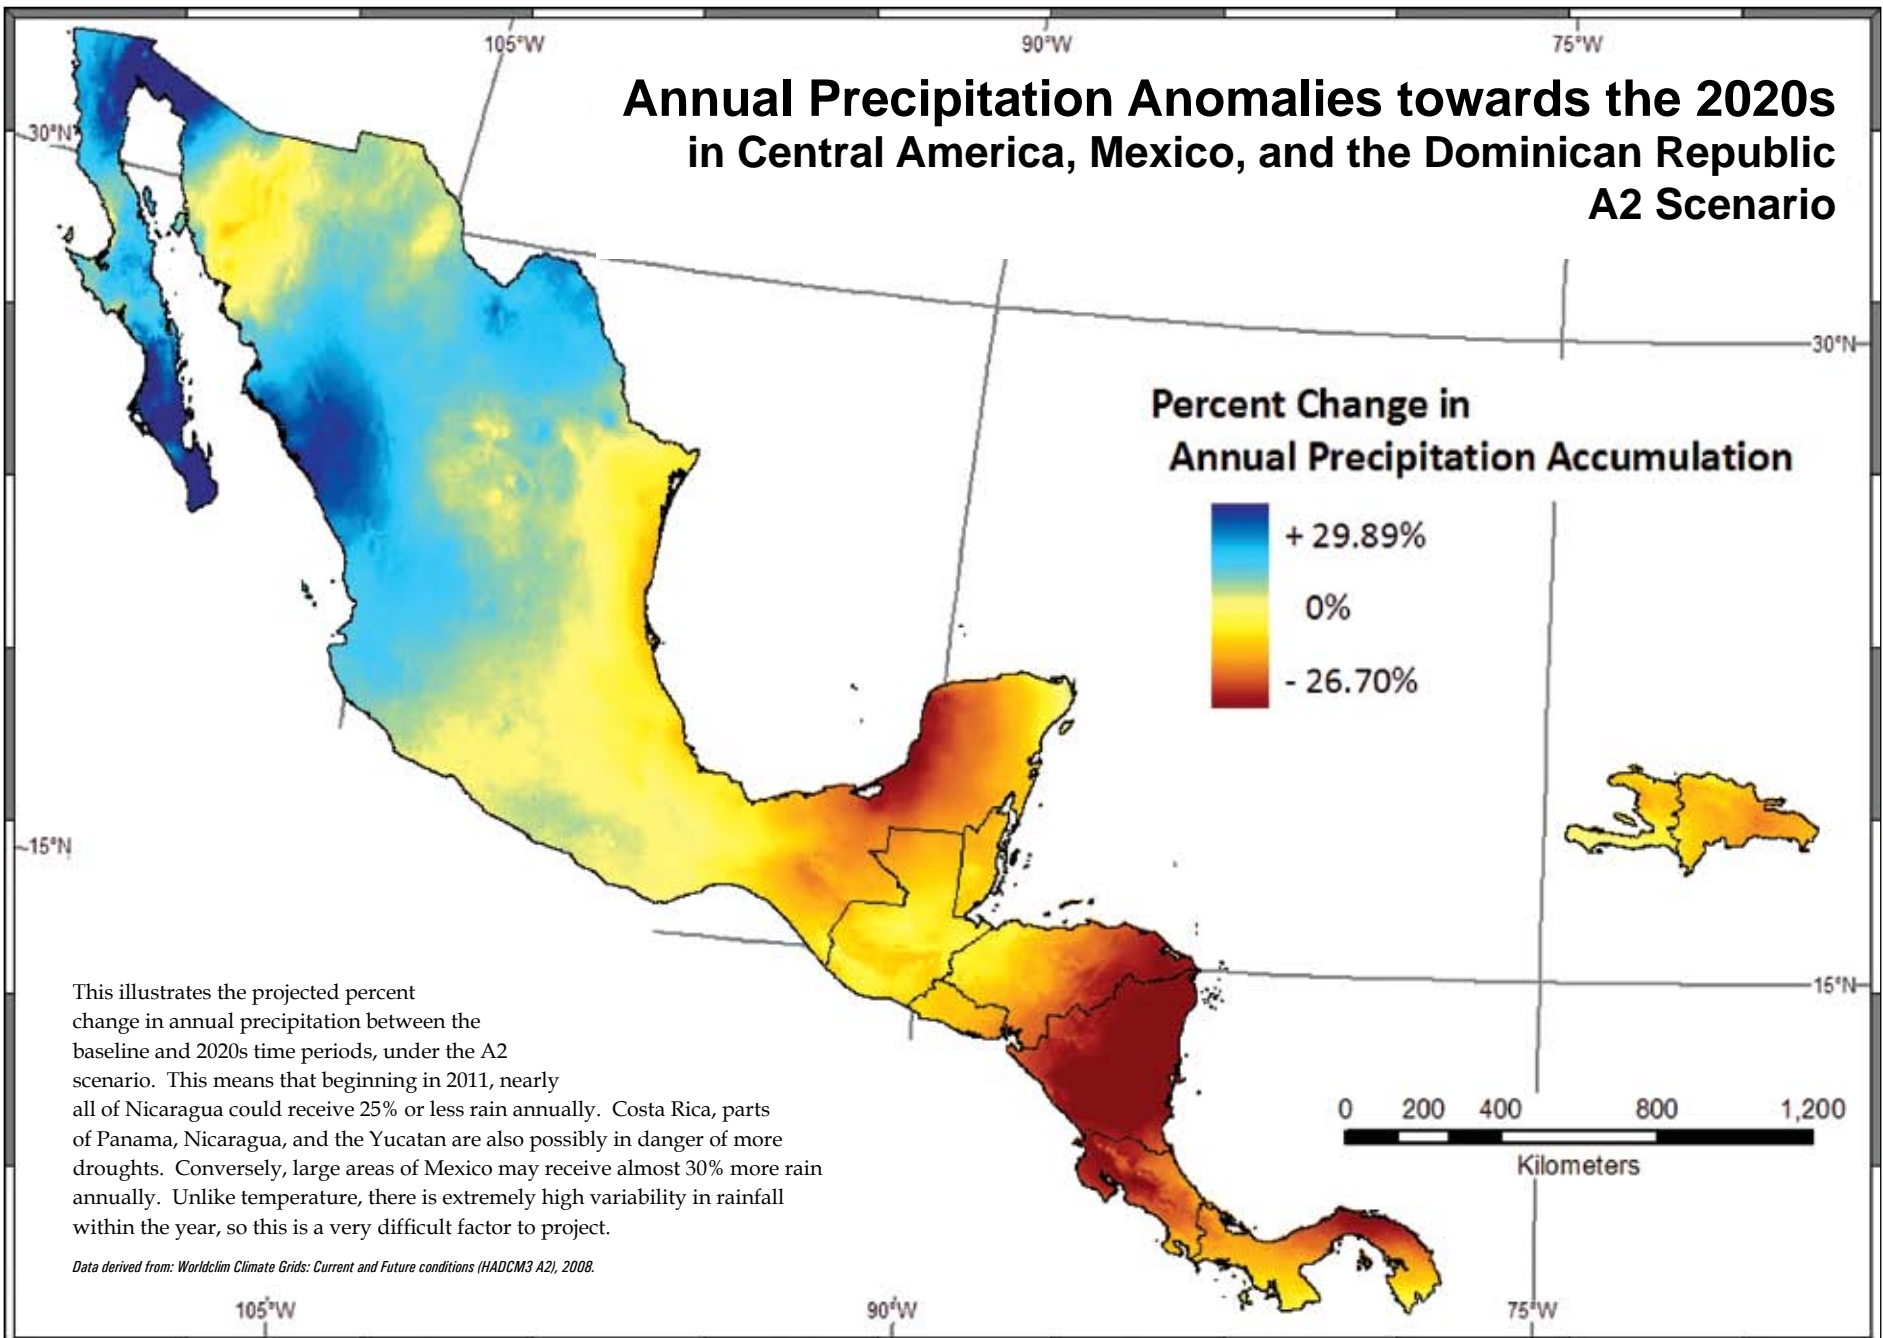 105°W
90°W
75°W
Annual Precipitation Anomalies towards the 2020s
in Central America, Mexico, and the Dominican Republic
A2 Scenario
30°N
30°N
Percent Change in
Annual Precipitation Accumulation
+ 29.89%
0%
- 26.70%
15°N
15°N
This illustrates the projected percent
change in annual precipitation between the
baseline and 2020s time periods, under the A2
scenario. This means that beginning in 2011, nearly
all of Nicaragua could receive 25% or less rain annually. Costa Rica, parts
of Panama, Nicaragua, and the Yucatan are also possibly in danger of more
droughts. Conversely, large areas of Mexico may receive almost 30% more rain
annually. Unlike temperature, there is extremely high variability in rainfall
within the year, so this is a very difficult factor to project.
Data derived from: Worldclim Climate Grids: Current and Future conditions (HADCM3 A2), 2008.
0 200 400 800 1,200
Kilometers
105°W
90°W
75°W